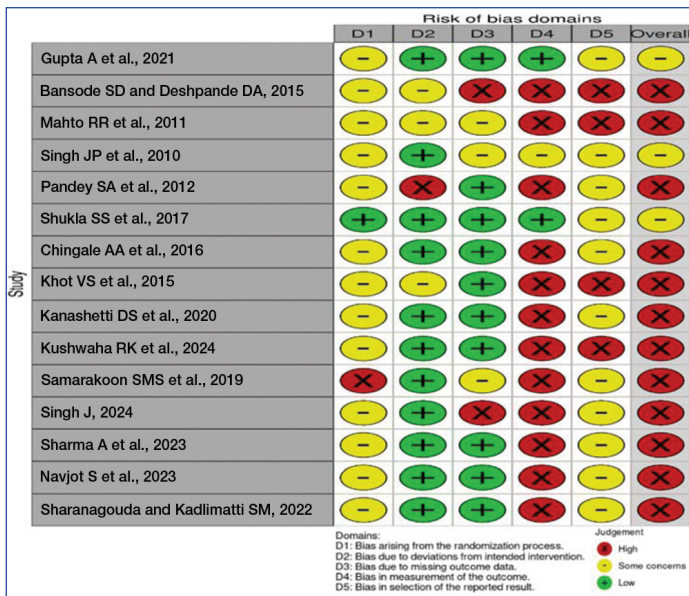 Risk of bias domains
D1 D2 D3 D4 D5 Overall
Study
Gupta A et al., 2021 - + + + - -
Bansode SD and Deshpande DA, 2015 - - X X X X
Mahto RR et al., 2011 - - - X X X
Singh JP et al., 2010 - + - - - -
Pandey SA et al., 2012 - X + X - X
Shukla SS et al., 2017 + + + + - -
Chingale AA et al., 2016 - + + X - X
Khot VS et al., 2015 - - + X X X
Kanashetti DS et al., 2020 - + + X - X
Kushwaha RK et al., 2024 - + + X X X
Samarakoon SMS et al., 2019 X + - X - X
Singh J, 2024 - + X X - X
Sharma A et al., 2023 - + + X - X
Navjot S et al., 2023 - + + X - X
Sharanagouda and Kadlimatti SM, 2022 - + + X - X
Domains:
D1: Bias arising from the randomization process.
D2: Bias due to deviations from intended intervention.
D3: Bias due to missing outcome data.
D4: Bias in measurement of the outcome.
D5: Bias in selection of the reported result.
Judgement
X High
- Some concerns
+ Low